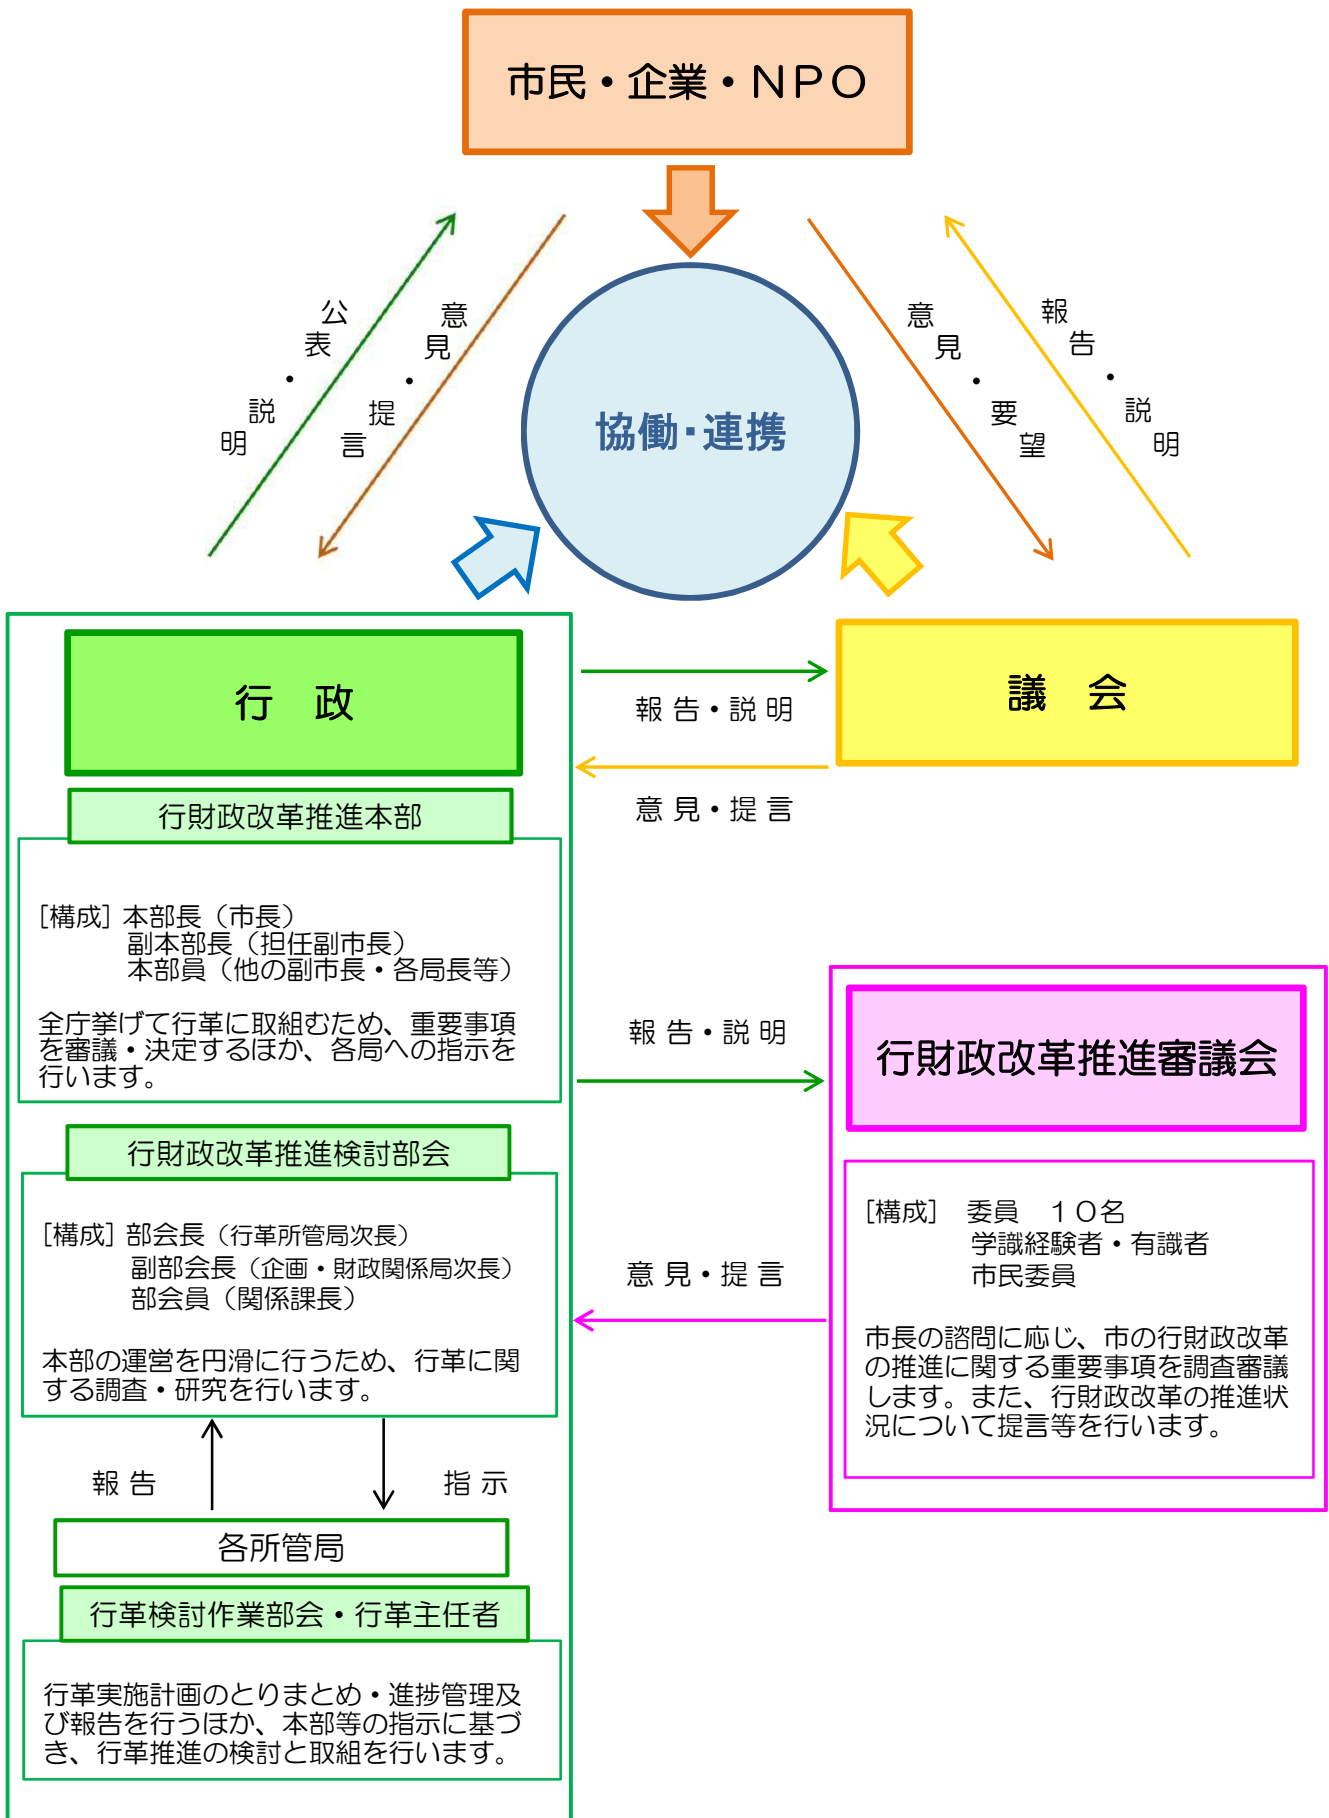 市民・企業・ＮＰＯ
公表・説明
意見・提言
意見・要望
報告・説明
協働・連携
行　政
報告・説明
意見・提言
議　会
行財政改革推進本部
[構成] 本部長（市長）
副本部長（担任副市長）
本部員（他の副市長・各局長等）
全庁挙げて行革に取組むため、重要事項
を審議・決定するほか、各局への指示を
行います。
報告・説明
意見・提言
行財政改革推進審議会
[構成]　委員　１０名
学識経験者・有識者
市民委員
市長の諮問に応じ、市の行財政改革
の推進に関する重要事項を調査審議
します。また、行財政改革の推進状
況について提言等を行います。
行財政改革推進検討部会
[構成] 部会長（行革所管局次長）
副部会長（企画・財政関係局次長）
部会員（関係課長）
本部の運営を円滑に行うため、行革に関
する調査・研究を行います。
報告
指示
各所管局
行革検討作業部会・行革主任者
行革実施計画のとりまとめ・進捗管理及
び報告を行うほか、本部等の指示に基づ
き、行革推進の検討と取組を行います。